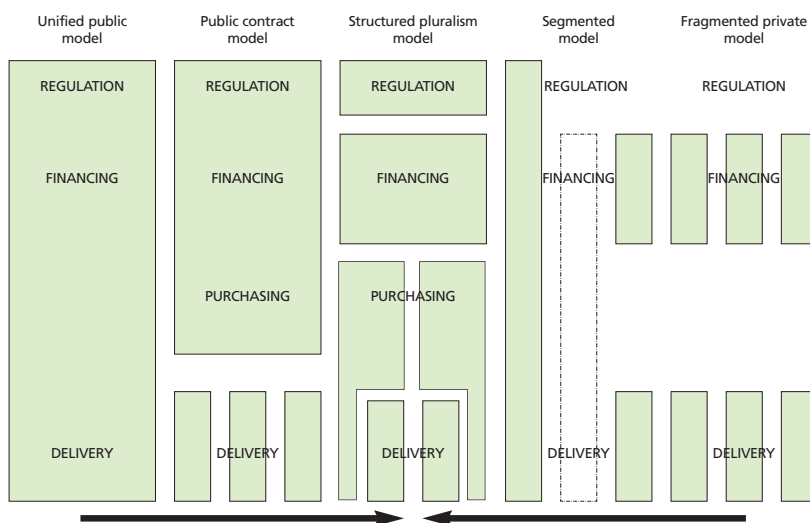 Unified public
model
Public contract
model
Structured pluralism
model
Segmented
model
Fragmented private
model
REGULATION
REGULATION
REGULATION
REGULATION
REGULATION
FINANCING
FINANCING
FINANCING
FINANCING
FINANCING
PURCHASING
PURCHASING
DELIVERY
DELIVERY
DELIVERY
DELIVERY
DELIVERY